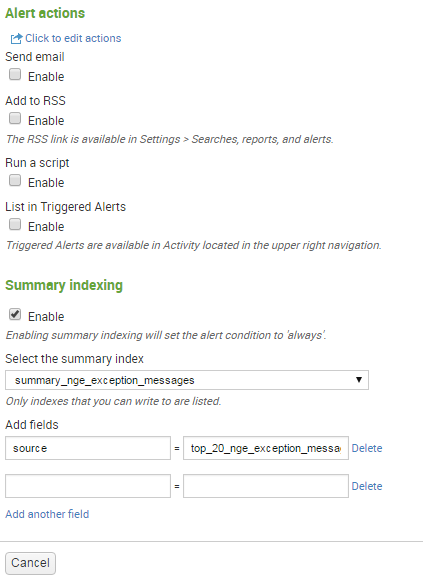 Alert actions
Click to edit actions
Send email
Enable
Add to RSS
Enable
The RSS link is available in Settings > Searches, reports, and alerts.
Run a script
Enable
List in Triggered Alerts
Enable
Triggered Alerts are available in Activity located in the upper right navigation.
Summary indexing
Enable
Enabling summary indexing will set the alert condition to 'always'.
Select the summary index
summary_nge_exception_messages
Only indexes that you can write to are listed.
Add fields
source = top_20_nge_exception_messa Delete
= Delete
Add another field
Cancel